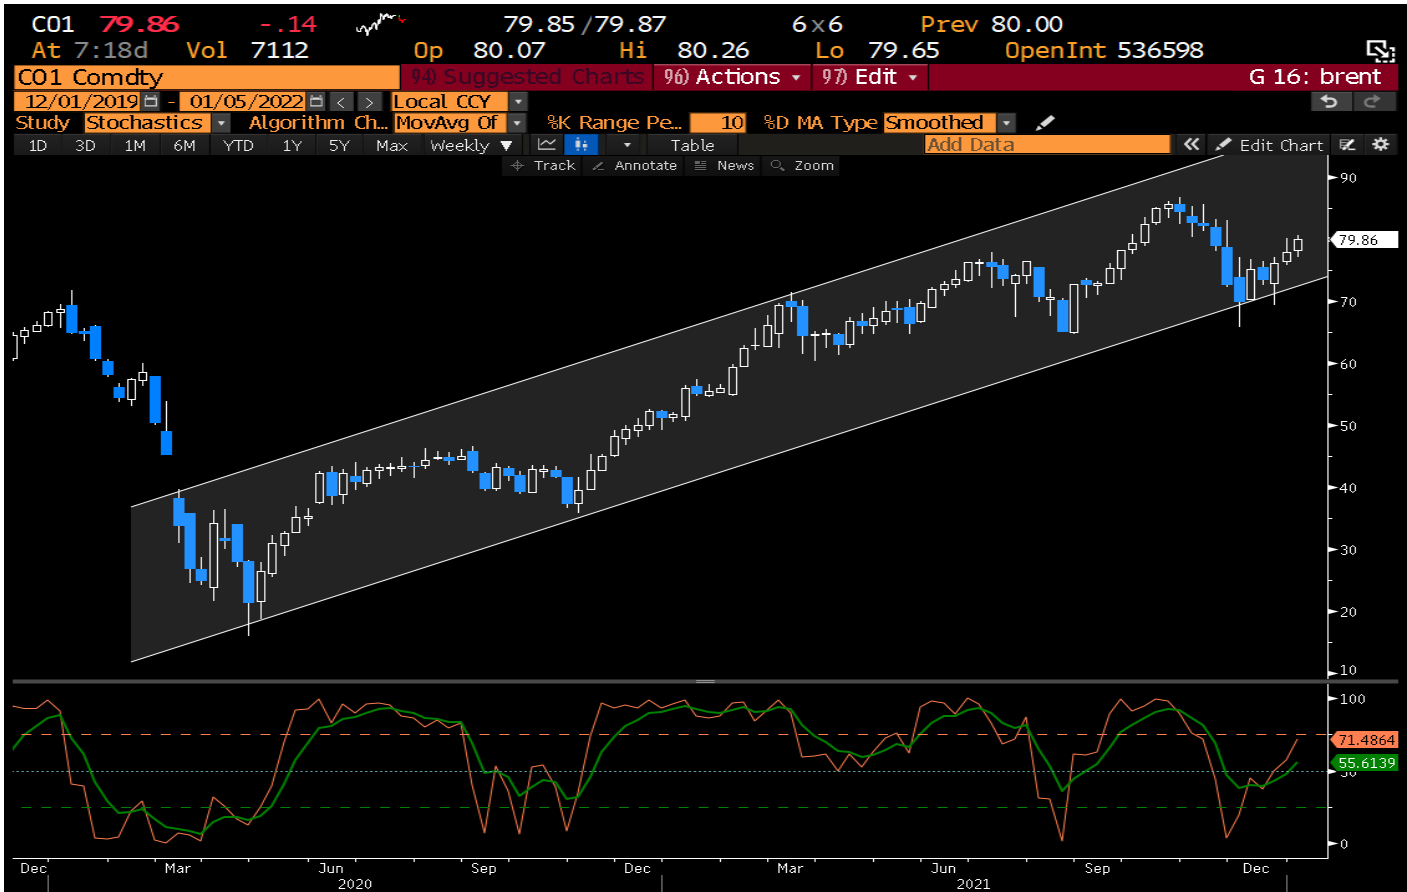 CO1 79.86 -.14 79.85 / 79.87 6 x 6 Prev 80.00
At 7:18d Vol 7112 Op 80.07 Hi 80.26 Lo 79.65 OpenInt 536598
CO1 Comdty 94) Suggested Charts 96) Actions 97) Edit G 16: brent
12/01/2019 - 01/05/2022 < > Local CCY
Study Stochastics Algorithm Ch... MovAvg Of %K Range Pe... 10 %D MA Type Smoothed
1D 3D 1M 6M YTD 1Y 5Y Max Weekly Table Add Data Edit Chart
Track Annotate News Zoom
90
79.86
70
60
50
40
30
20
10
100
71.4864
55.6139
50
0
Dec Mar Jun Sep Dec Mar Jun Sep Dec
2020 2021